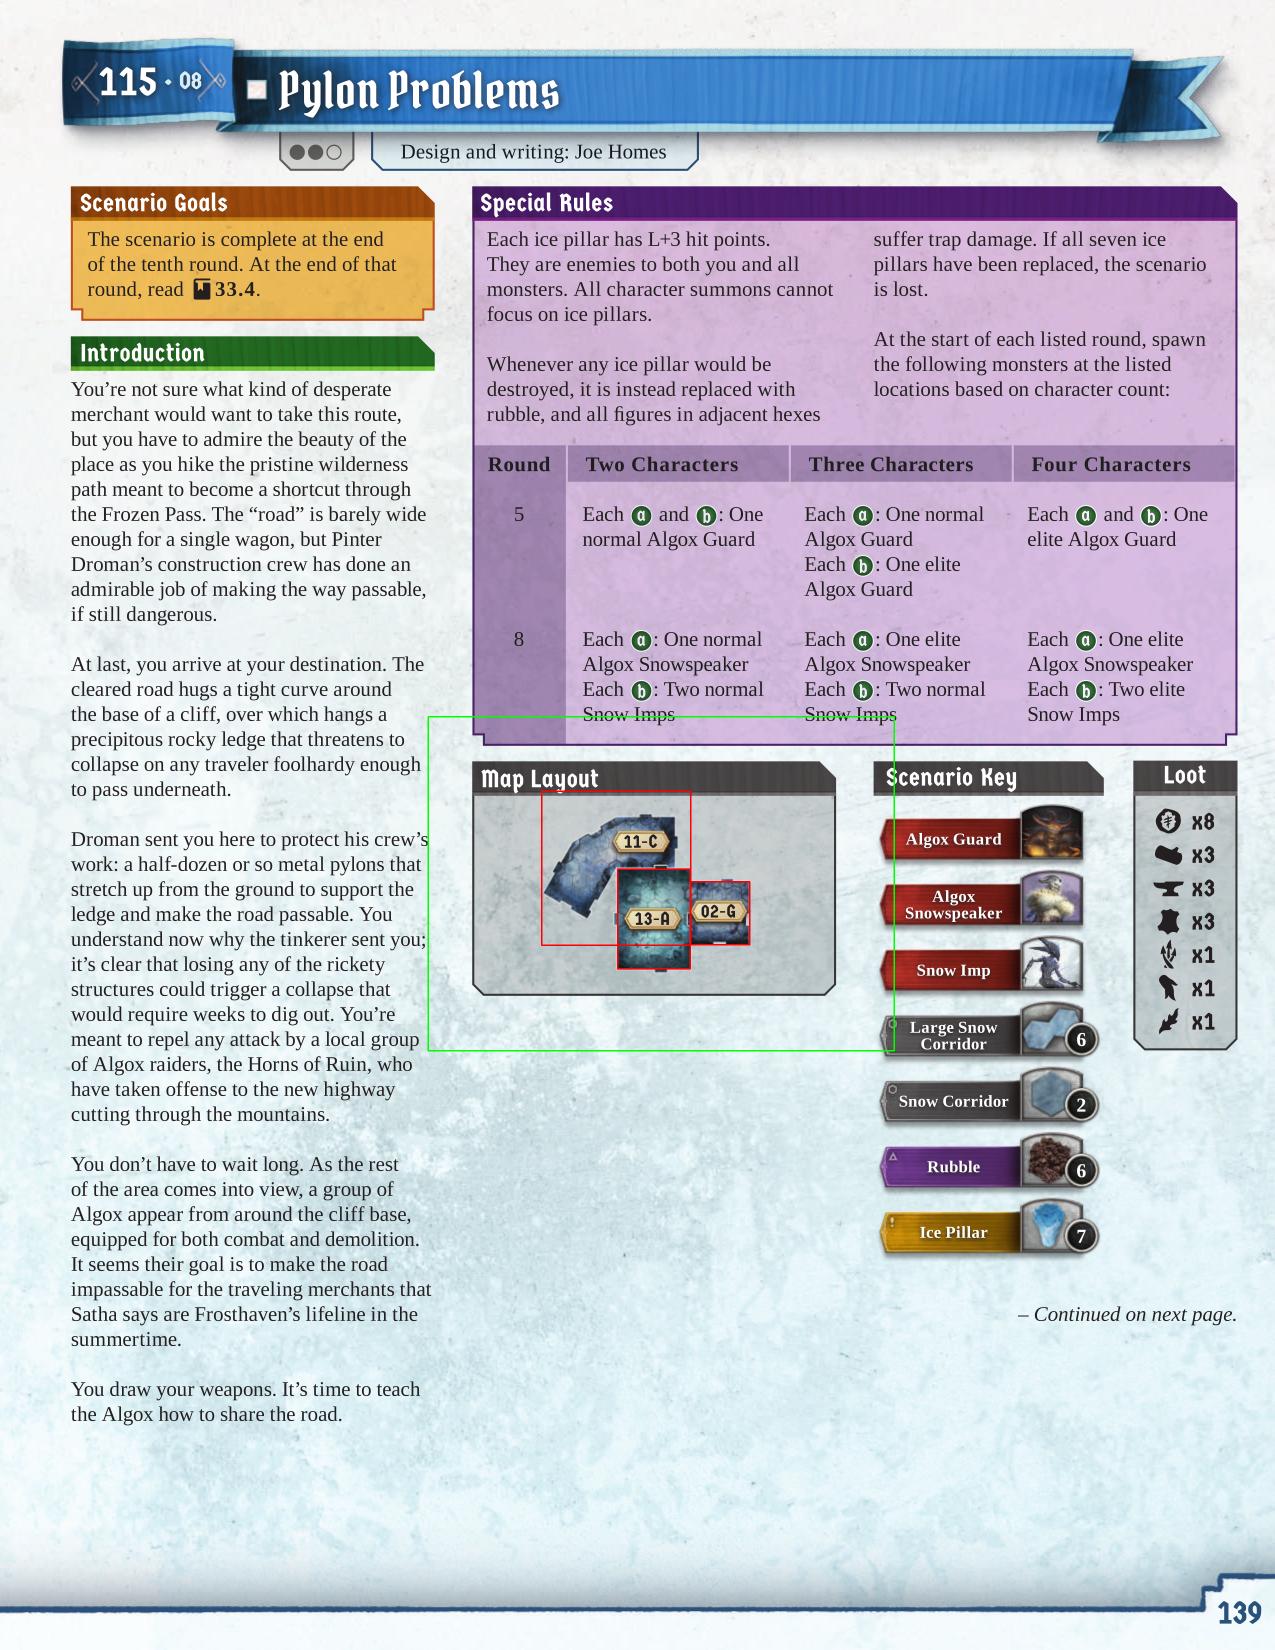 115 · 08
Pylon Problems
Design and writing: Joe Homes
Scenario Goals
The scenario is complete at the end
of the tenth round. At the end of that
round, read 33.4.
Introduction
You’re not sure what kind of desperate
merchant would want to take this route,
but you have to admire the beauty of the
place as you hike the pristine wilderness
path meant to become a shortcut through
the Frozen Pass. The “road” is barely wide
enough for a single wagon, but Pinter
Droman’s construction crew has done an
admirable job of making the way passable,
if still dangerous.
At last, you arrive at your destination. The
cleared road hugs a tight curve around
the base of a cliff, over which hangs a
precipitous rocky ledge that threatens to
collapse on any traveler foolhardy enough
to pass underneath.
Droman sent you here to protect his crew’s
work: a half-dozen or so metal pylons that
stretch up from the ground to support the
ledge and make the road passable. You
understand now why the tinkerer sent you;
it’s clear that losing any of the rickety
structures could trigger a collapse that
would require weeks to dig out. You’re
meant to repel any attack by a local group
of Algox raiders, the Horns of Ruin, who
have taken offense to the new highway
cutting through the mountains.
You don’t have to wait long. As the rest
of the area comes into view, a group of
Algox appear from around the cliff base,
equipped for both combat and demolition.
It seems their goal is to make the road
impassable for the traveling merchants that
Satha says are Frosthaven’s lifeline in the
summertime.
You draw your weapons. It’s time to teach
the Algox how to share the road.
Special Rules
Each ice pillar has L+3 hit points.
They are enemies to both you and all
monsters. All character summons cannot
focus on ice pillars.
Whenever any ice pillar would be
destroyed, it is instead replaced with
rubble, and all figures in adjacent hexes
suffer trap damage. If all seven ice
pillars have been replaced, the scenario
is lost.
At the start of each listed round, spawn
the following monsters at the listed
locations based on character count:
Round Two Characters Three Characters Four Characters
5
Each a and b: One
normal Algox Guard
Each a: One normal
Algox Guard
Each b: One elite
Algox Guard
Each a and b: One
elite Algox Guard
8
Each a: One normal
Algox Snowspeaker
Each b: Two normal
Snow Imps
Each a: One elite
Algox Snowspeaker
Each b: Two normal
Snow Imps
Each a: One elite
Algox Snowspeaker
Each b: Two elite
Snow Imps
Map Layout
11-C
13-A
02-G
Scenario Key
Algox Guard
Algox
Snowspeaker
Snow Imp
Large Snow
Corridor
6
Snow Corridor
2
Rubble
6
Ice Pillar
7
Loot
x8
x3
x3
x3
x1
x1
x1
– Continued on next page.
139